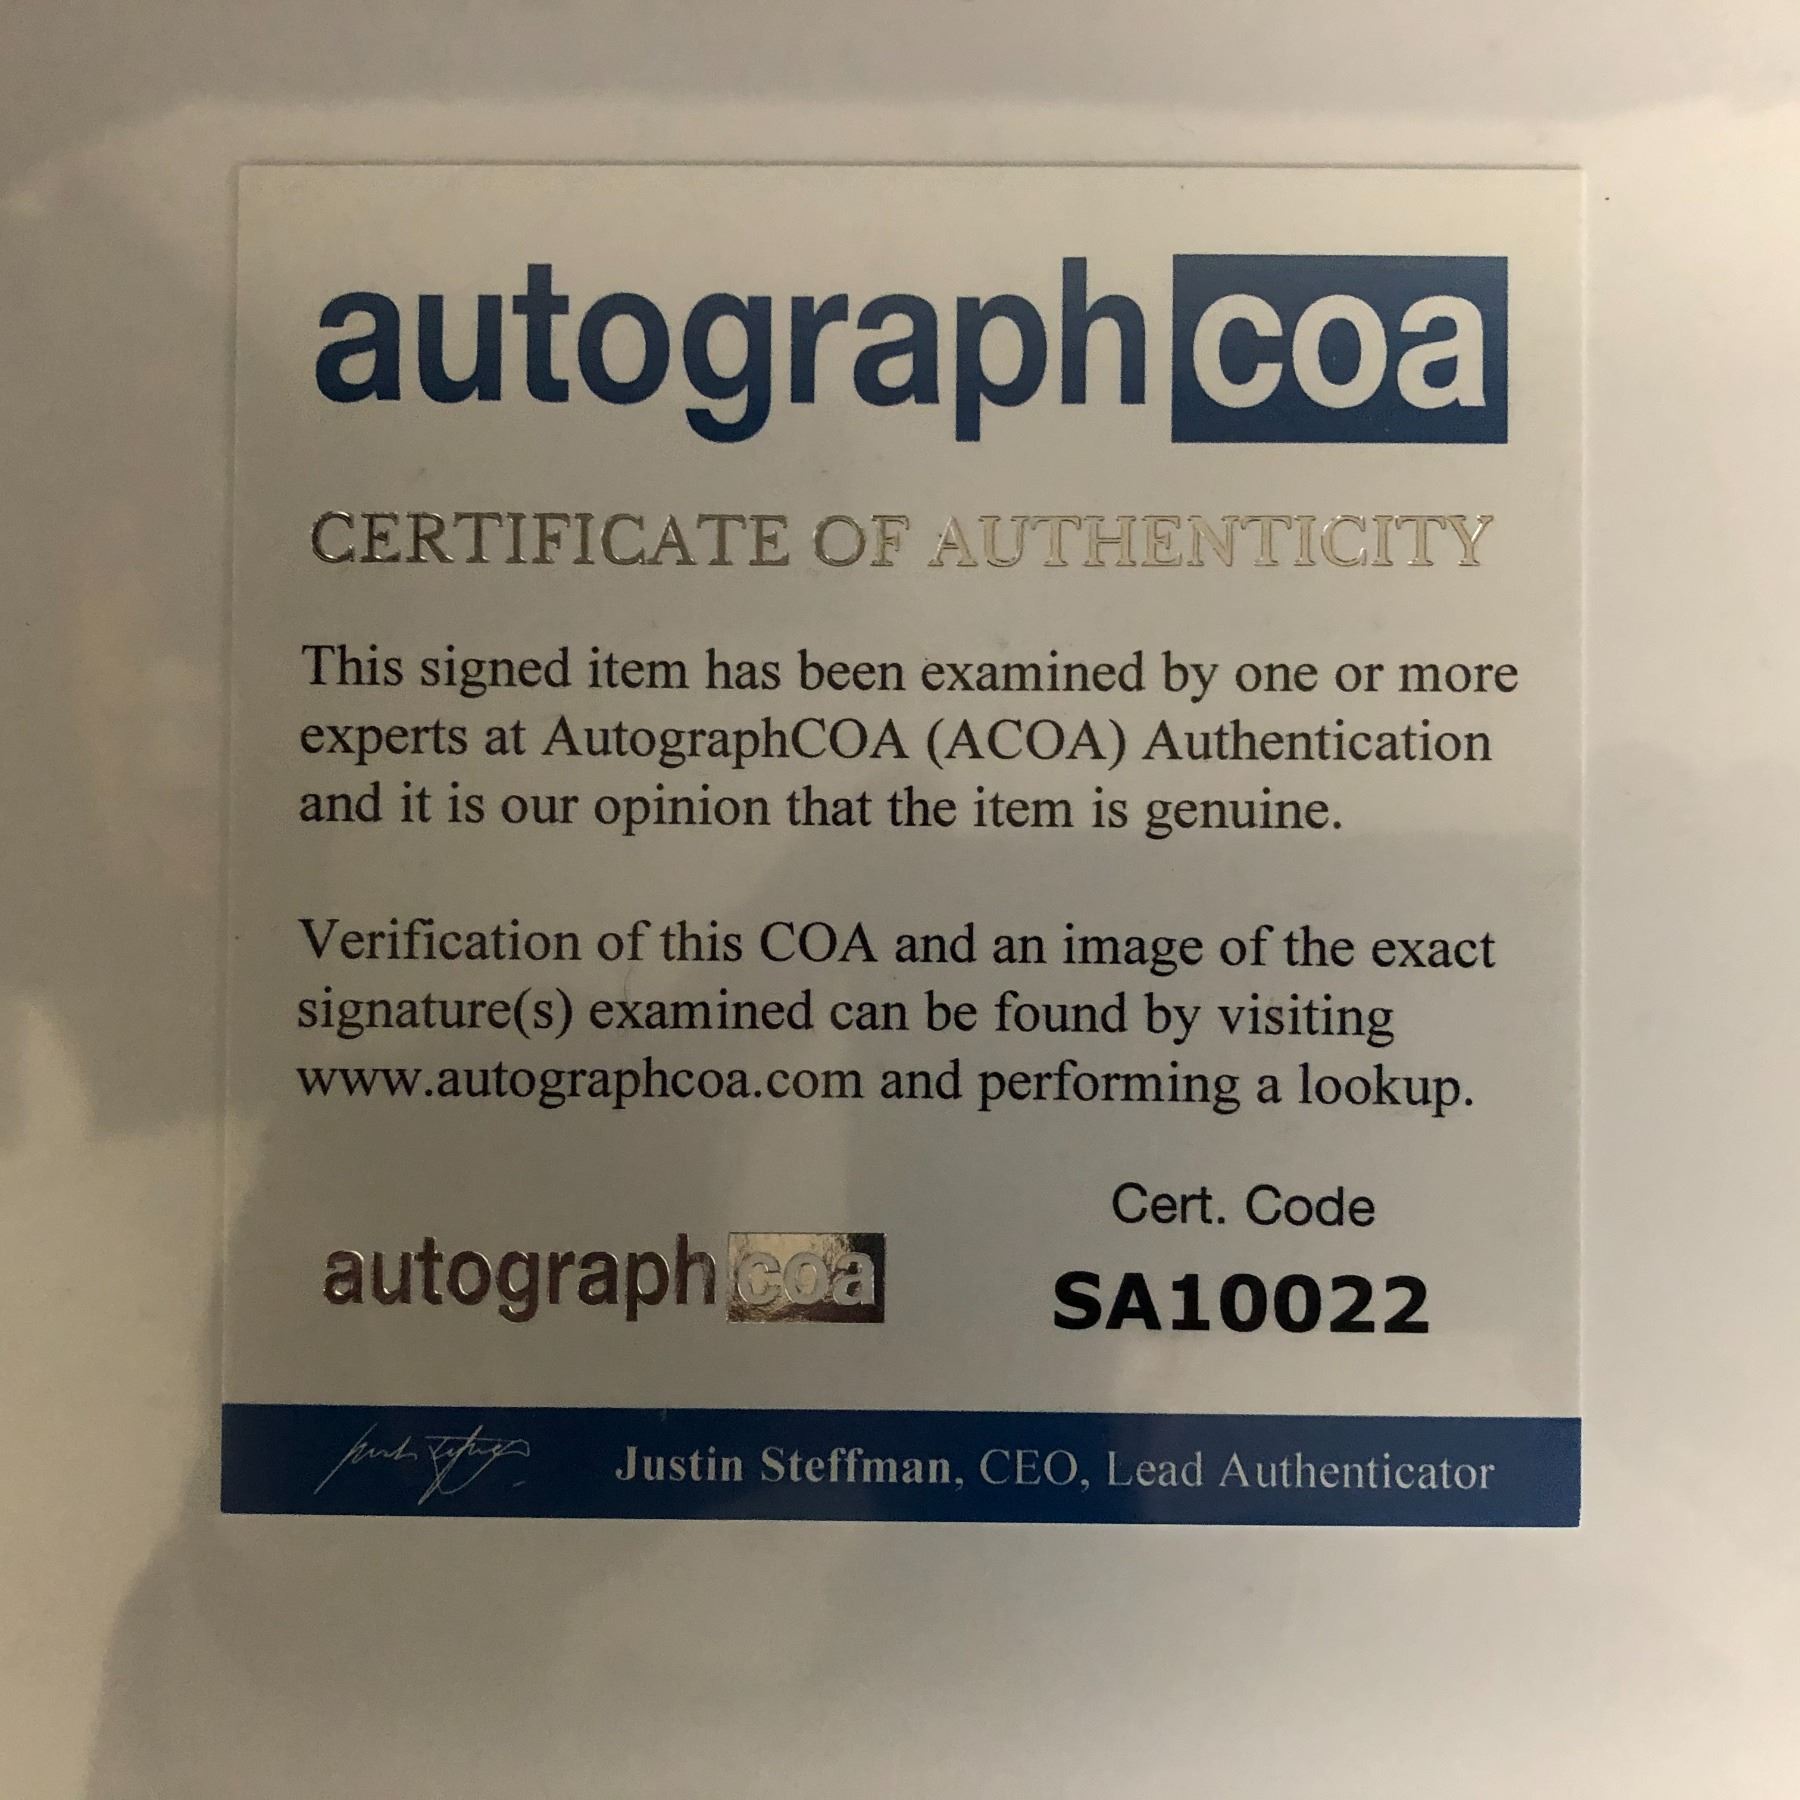 autographcoa
CERTIFICATE OF AUTHENTICITY
This signed item has been examined by one or more
experts at AutographCOA (ACOA) Authentication
and it is our opinion that the item is genuine.
Verification of this COA and an image of the exact
signature(s) examined can be found by visiting
www.autographcoa.com and performing a lookup.
autographcoa
Cert. Code
SA10022
Justin Steffman, CEO, Lead Authenticator